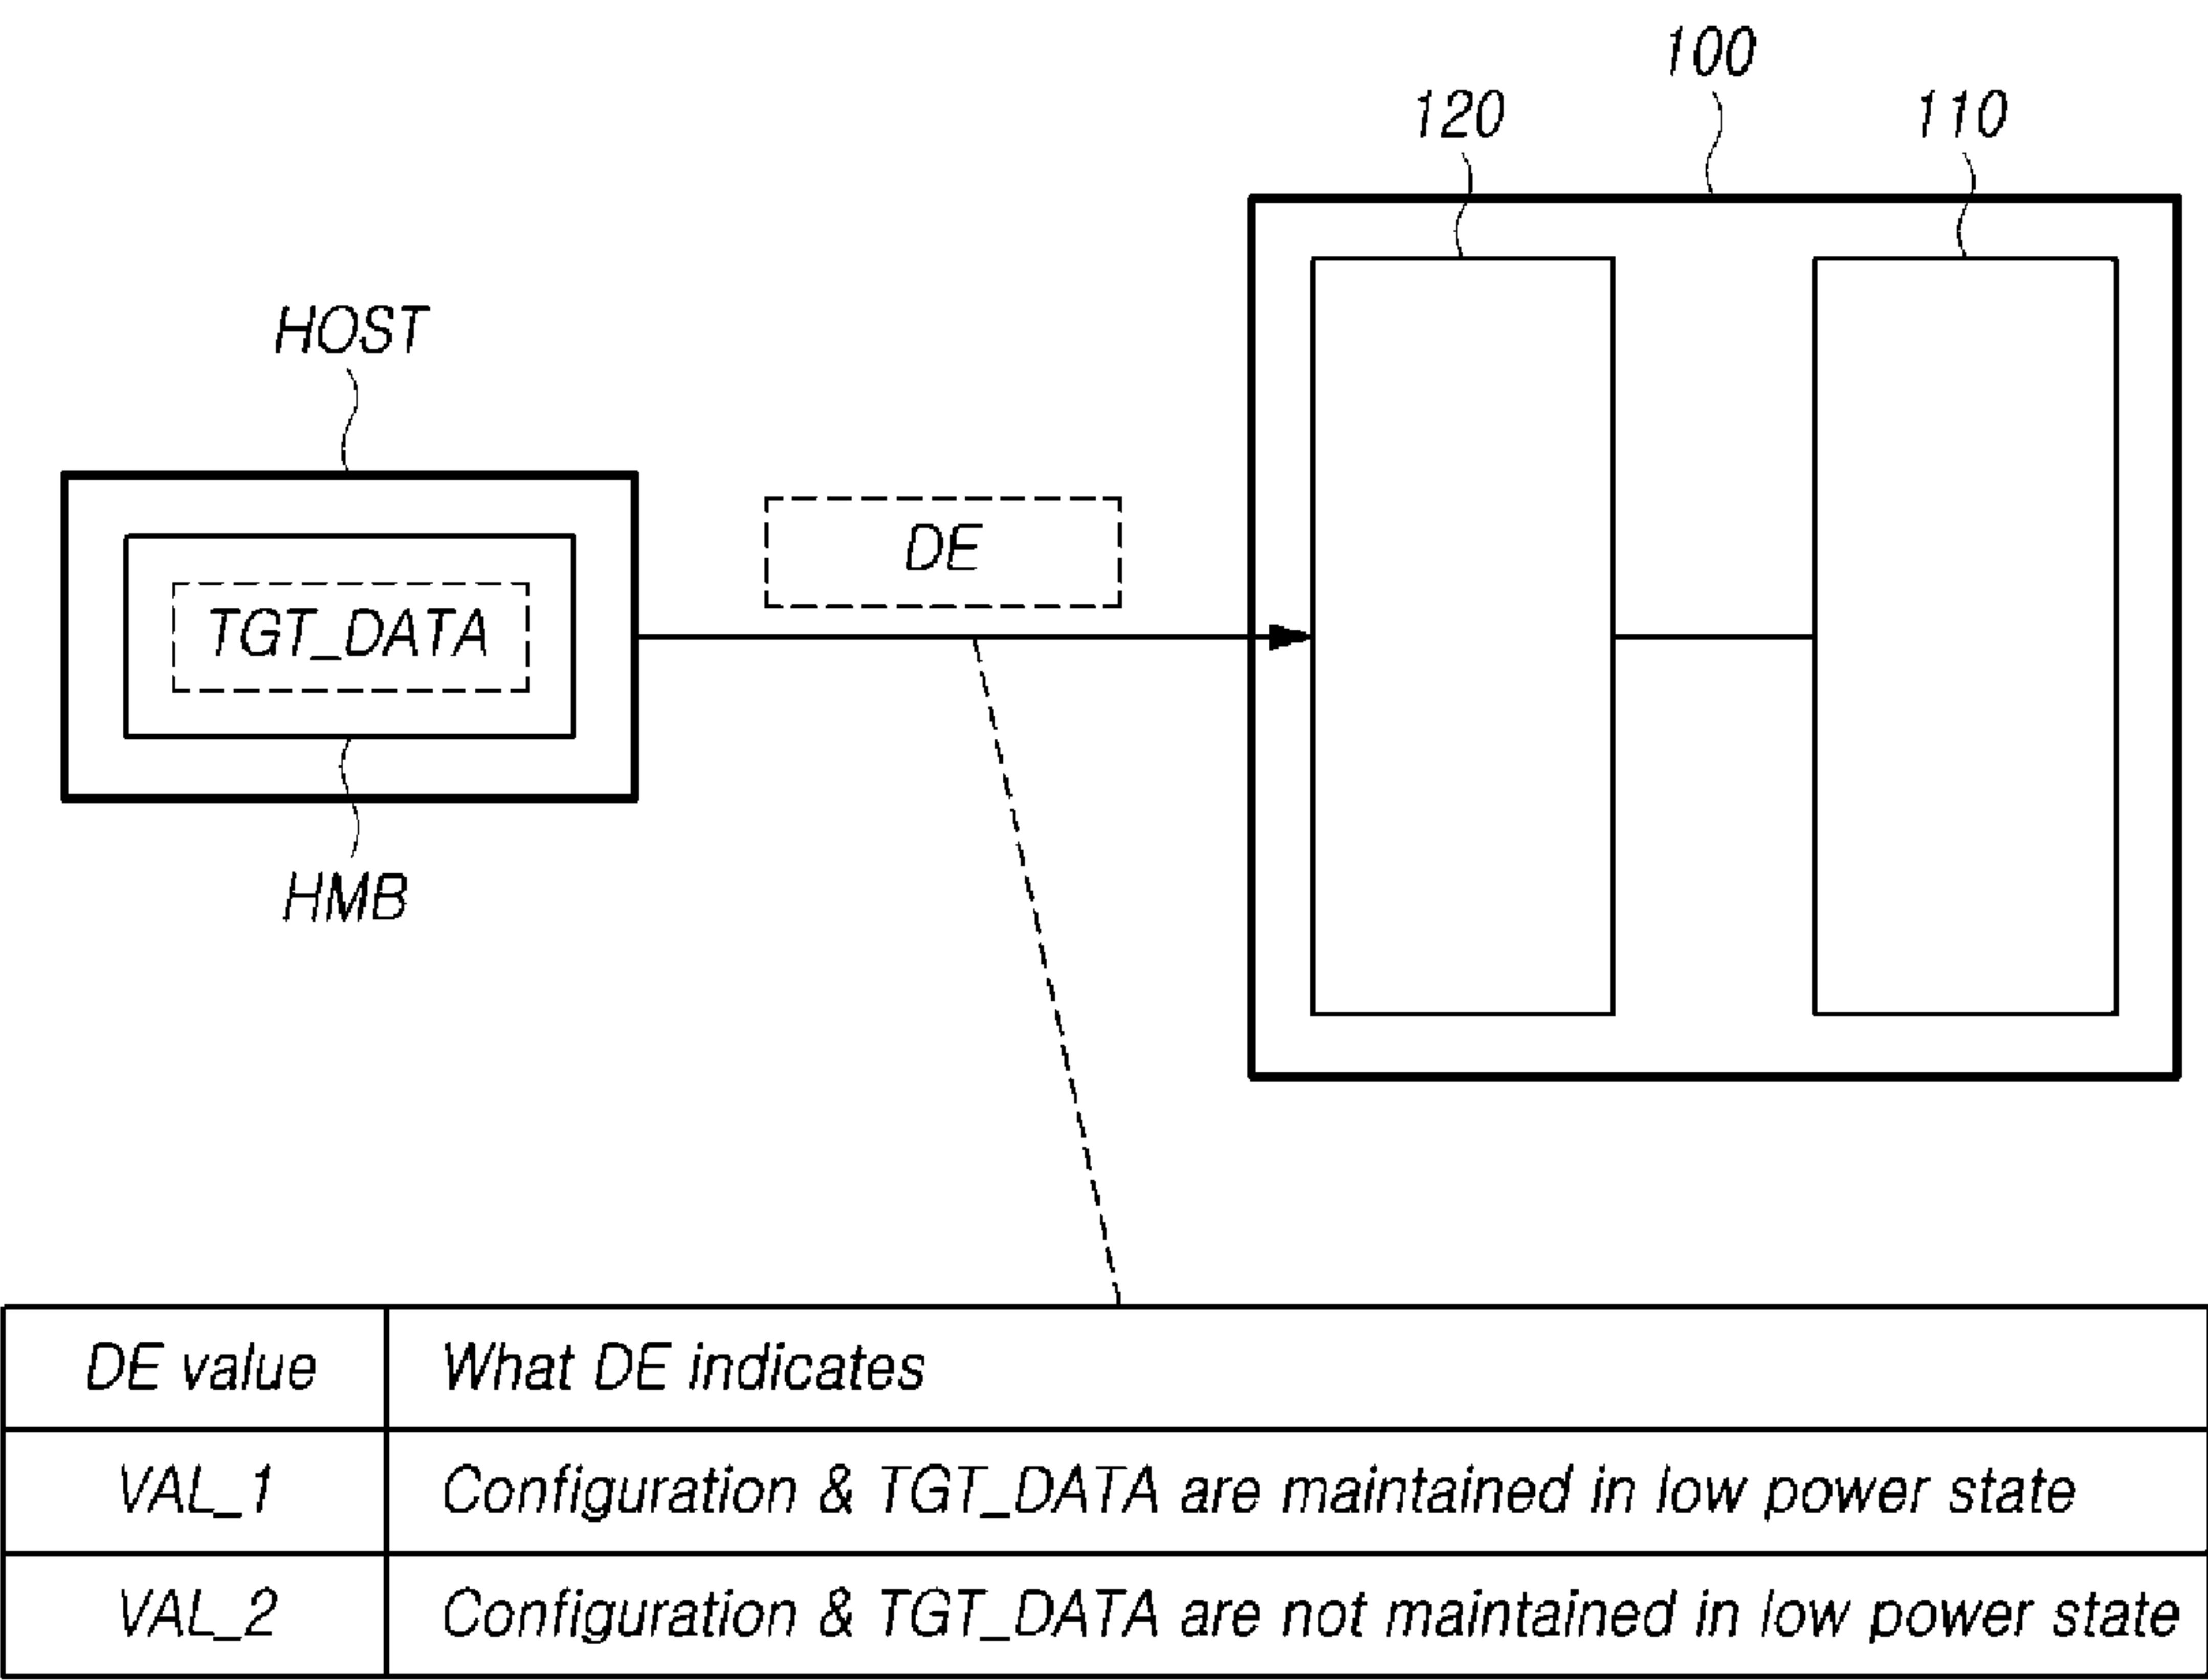 100
120
110
HOST
DE
TGT_DATA
HMB
DE value
What DE indicates
VAL_1
Configuration & TGT_DATA are maintained in low power state
VAL_2
Configuration & TGT_DATA are not maintained in low power state